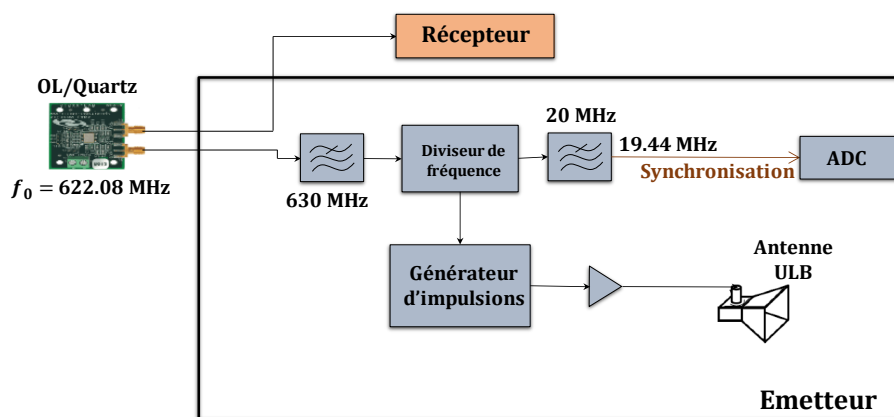 Récepteur
OL/Quartz
f₀ = 622.08 MHz
630 MHz
Diviseur de
fréquence
20 MHz
19.44 MHz
Synchronisation
ADC
Générateur
d'impulsions
Antenne
ULB
Emetteur